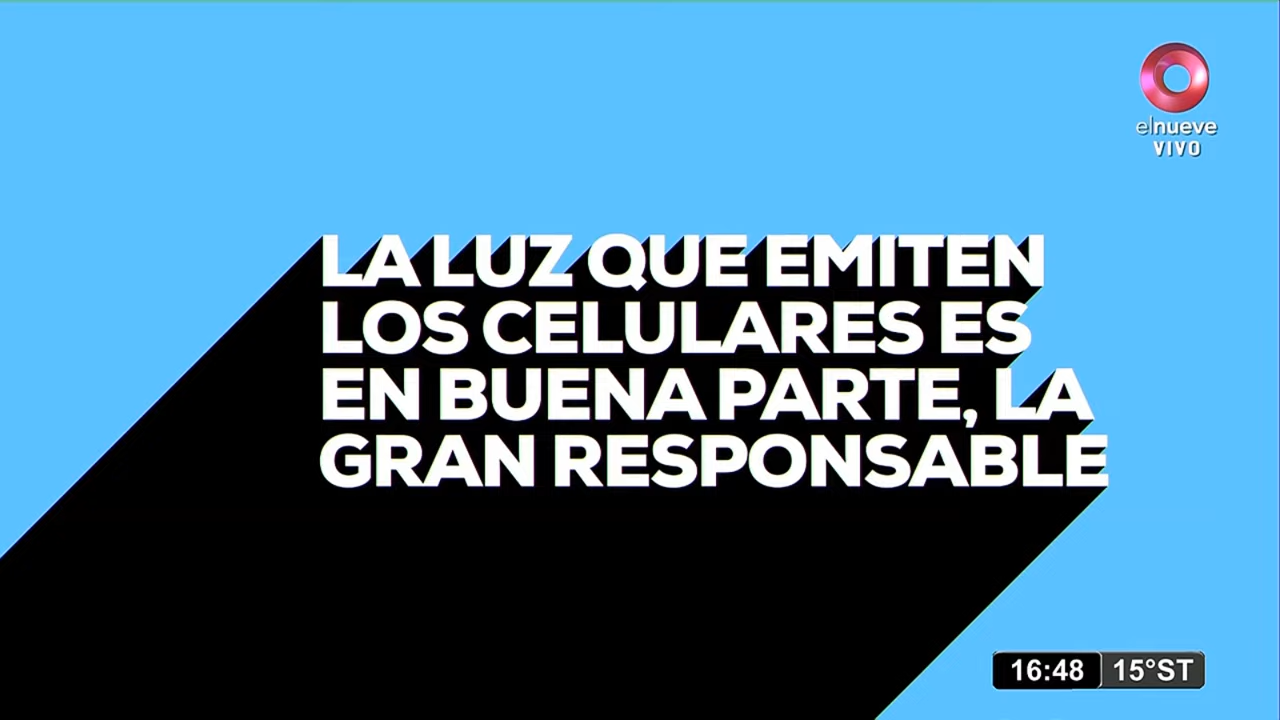 elnueve
VIVO
LA LUZ QUE EMITEN
LOS CELULARES ES
EN BUENA PARTE, LA
GRAN RESPONSABLE
16:48 15°ST